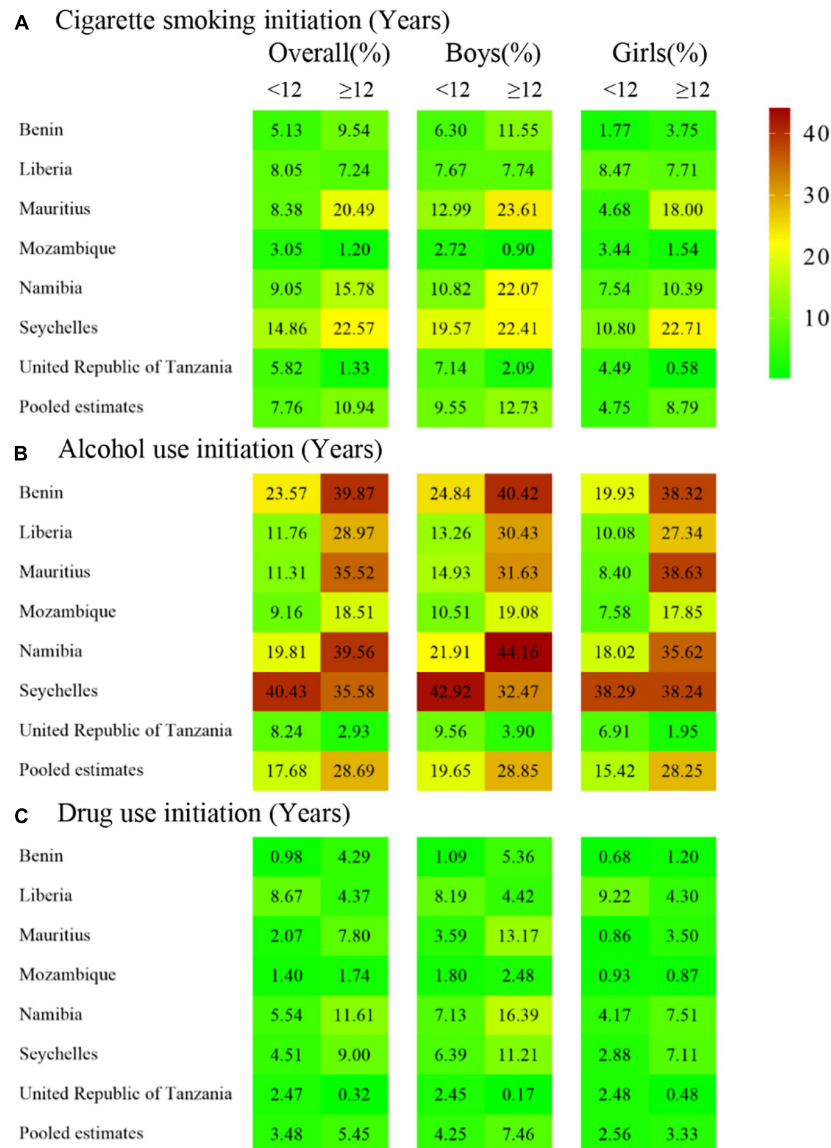 A Cigarette smoking initiation (Years)
Overall(%) Boys(%) Girls(%)
<12 ≥12 <12 ≥12 <12 ≥12
Benin 5.13 9.54 6.30 11.55 1.77 3.75
Liberia 8.05 7.24 7.67 7.74 8.47 7.71
Mauritius 8.38 20.49 12.99 23.61 4.68 18.00
Mozambique 3.05 1.20 2.72 0.90 3.44 1.54
Namibia 9.05 15.78 10.82 22.07 7.54 10.39
Seychelles 14.86 22.57 19.57 22.41 10.80 22.71
United Republic of Tanzania 5.82 1.33 7.14 2.09 4.49 0.58
Pooled estimates 7.76 10.94 9.55 12.73 4.75 8.79
40
30
20
10
B Alcohol use initiation (Years)
Benin 23.57 39.87 24.84 40.42 19.93 38.32
Liberia 11.76 28.97 13.26 30.43 10.08 27.34
Mauritius 11.31 35.52 14.93 31.63 8.40 38.63
Mozambique 9.16 18.51 10.51 19.08 7.58 17.85
Namibia 19.81 39.56 21.91 44.16 18.02 35.62
Seychelles 40.43 35.58 42.92 32.47 38.29 38.24
United Republic of Tanzania 8.24 2.93 9.56 3.90 6.91 1.95
Pooled estimates 17.68 28.69 19.65 28.85 15.42 28.25
C Drug use initiation (Years)
Benin 0.98 4.29 1.09 5.36 0.68 1.20
Liberia 8.67 4.37 8.19 4.42 9.22 4.30
Mauritius 2.07 7.80 3.59 13.17 0.86 3.50
Mozambique 1.40 1.74 1.80 2.48 0.93 0.87
Namibia 5.54 11.61 7.13 16.39 4.17 7.51
Seychelles 4.51 9.00 6.39 11.21 2.88 7.11
United Republic of Tanzania 2.47 0.32 2.45 0.17 2.48 0.48
Pooled estimates 3.48 5.45 4.25 7.46 2.56 3.33